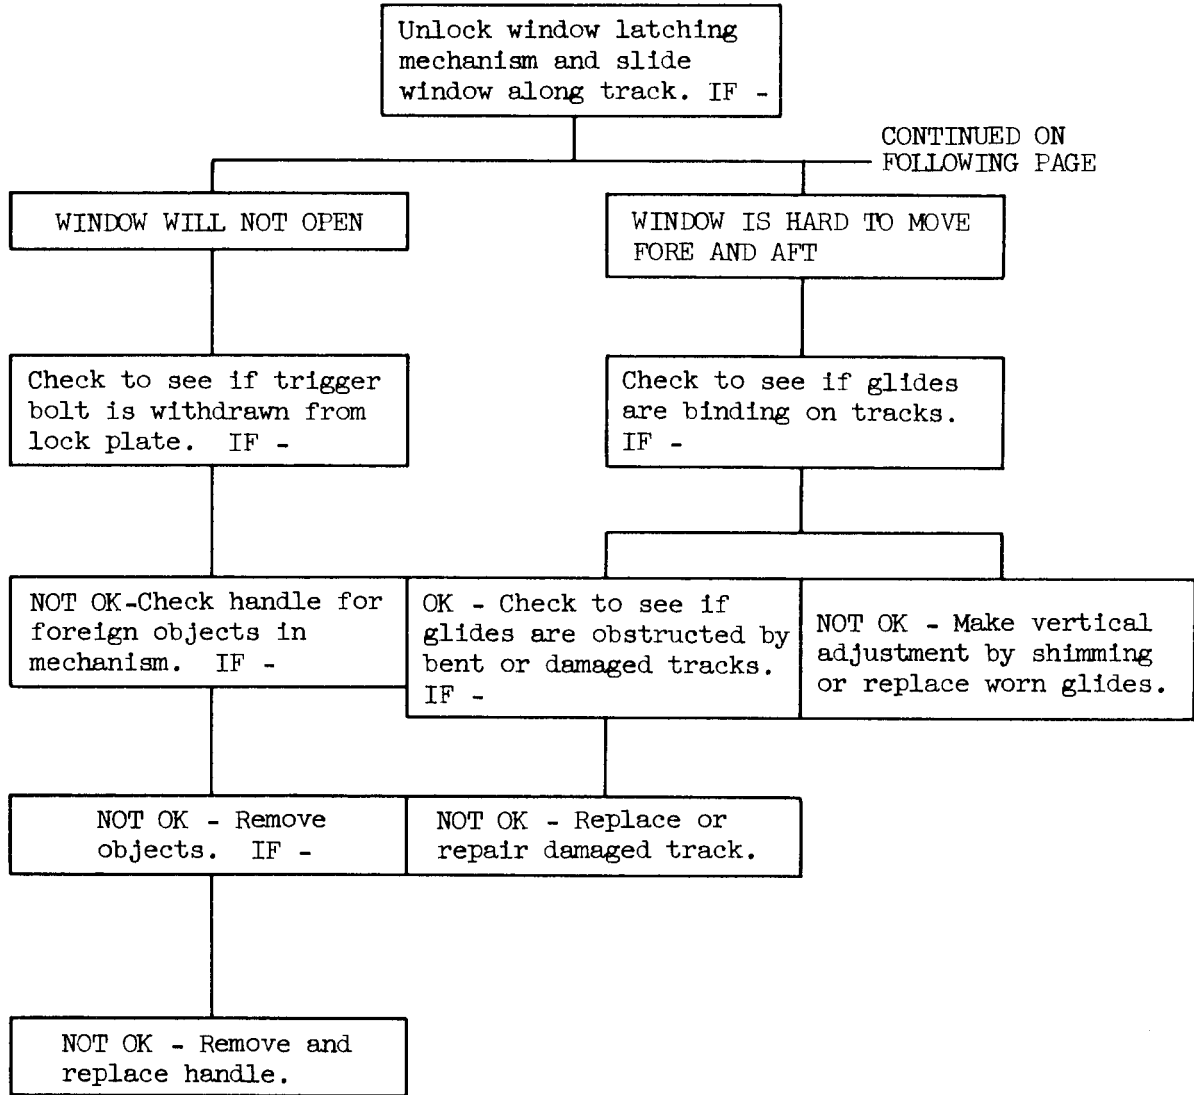 Unlock window latching
mechanism and slide
window along track. IF -
CONTINUED ON
FOLLOWING PAGE
WINDOW WILL NOT OPEN
WINDOW IS HARD TO MOVE
FORE AND AFT
Check to see if trigger
bolt is withdrawn from
lock plate. IF -
Check to see if glides
are binding on tracks.
IF -
NOT OK-Check handle for
foreign objects in
mechanism. IF -
OK - Check to see if
glides are obstructed by
bent or damaged tracks.
IF -
NOT OK - Make vertical
adjustment by shimming
or replace worn glides.
NOT OK - Remove
objects. IF -
NOT OK - Replace or
repair damaged track.
NOT OK - Remove and
replace handle.